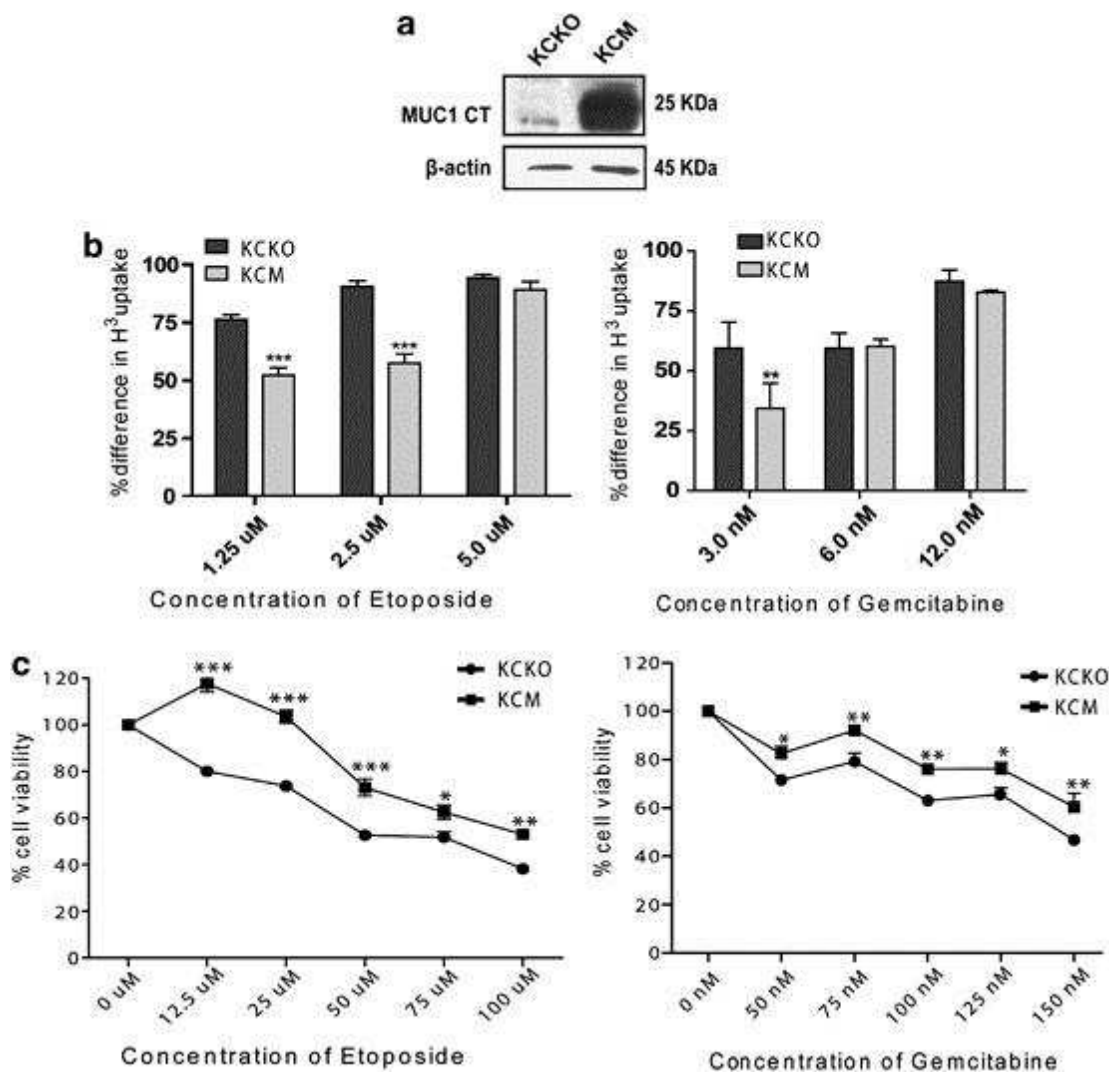 a
KCKO
KCM
MUC1 CT
25 KDa
β-actin
45 KDa
b
KCKO
KCM
%difference in H³uptake
100
75
50
25
0
***
***
1.25 uM
2.5 uM
5.0 uM
Concentration of Etoposide
KCKO
KCM
%difference in H³uptake
100
75
50
25
0
**
3.0 nM
6.0 nM
12.0 nM
Concentration of Gemcitabine
c
KCKO
KCM
% cell viability
120
100
80
60
40
20
0
***
***
***
*
**
0 uM
12.5 uM
25 uM
50 uM
75 uM
100 uM
Concentration of Etoposide
KCKO
KCM
% cell viability
120
100
80
60
40
20
0
*
**
**
*
**
0 nM
50 nM
75 nM
100 nM
125 nM
150 nM
Concentration of Gemcitabine